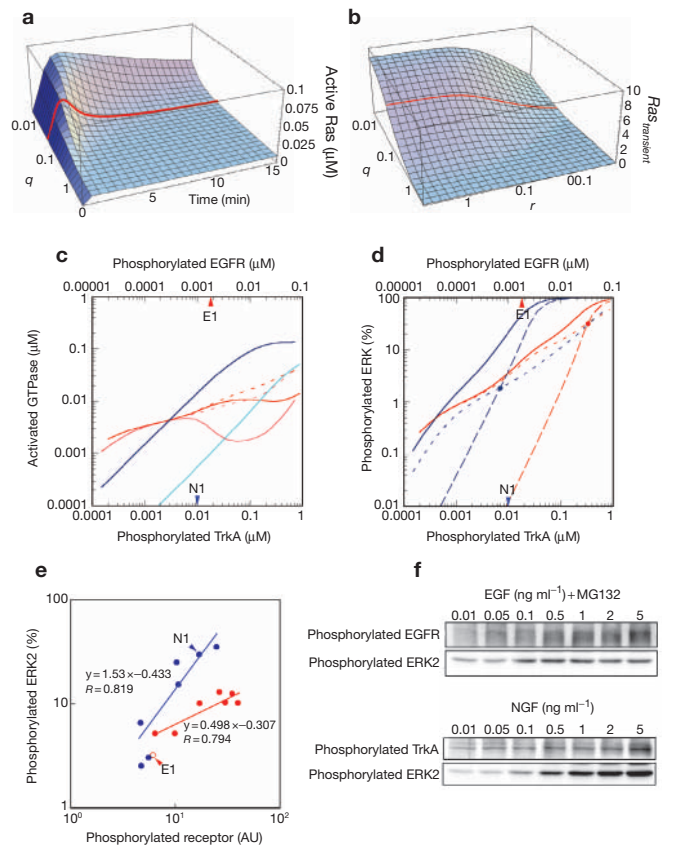 a
0.01
0.1
q
1
0
5
10
15
Time (min)
0.1
0.075
0.05
0.025
0
Active Ras (μM)
b
0.01
0.1
q
1
1
0.1
00.1
r
10
8
6
4
2
0
Ras transient
c
Phosphorylated EGFR (μM)
0.00001 0.0001 0.001 0.01 0.1
1
0.1
0.01
0.001
0.0001
Activated GTPase (μM)
E1
N1
0.0001 0.001 0.01 0.1 1
Phosphorylated TrkA (μM)
d
Phosphorylated EGFR (μM)
0.00001 0.0001 0.001 0.01 0.1
100
10
1
0.1
0.01
Phosphorylated ERK (%)
E1
N1
0.0001 0.001 0.01 0.1 1
Phosphorylated TrkA (μM)
e
100
10
1
Phosphorylated ERK2 (%)
N1
y=1.53×−0.433
R=0.819
y=0.498×−0.307
R=0.794
E1
10⁰ 10¹ 10²
Phosphorylated receptor (AU)
f
EGF (ng ml⁻¹)+MG132
0.01 0.05 0.1 0.5 1 2 5
Phosphorylated EGFR
Phosphorylated ERK2
NGF (ng ml⁻¹)
0.01 0.05 0.1 0.5 1 2 5
Phosphorylated TrkA
Phosphorylated ERK2